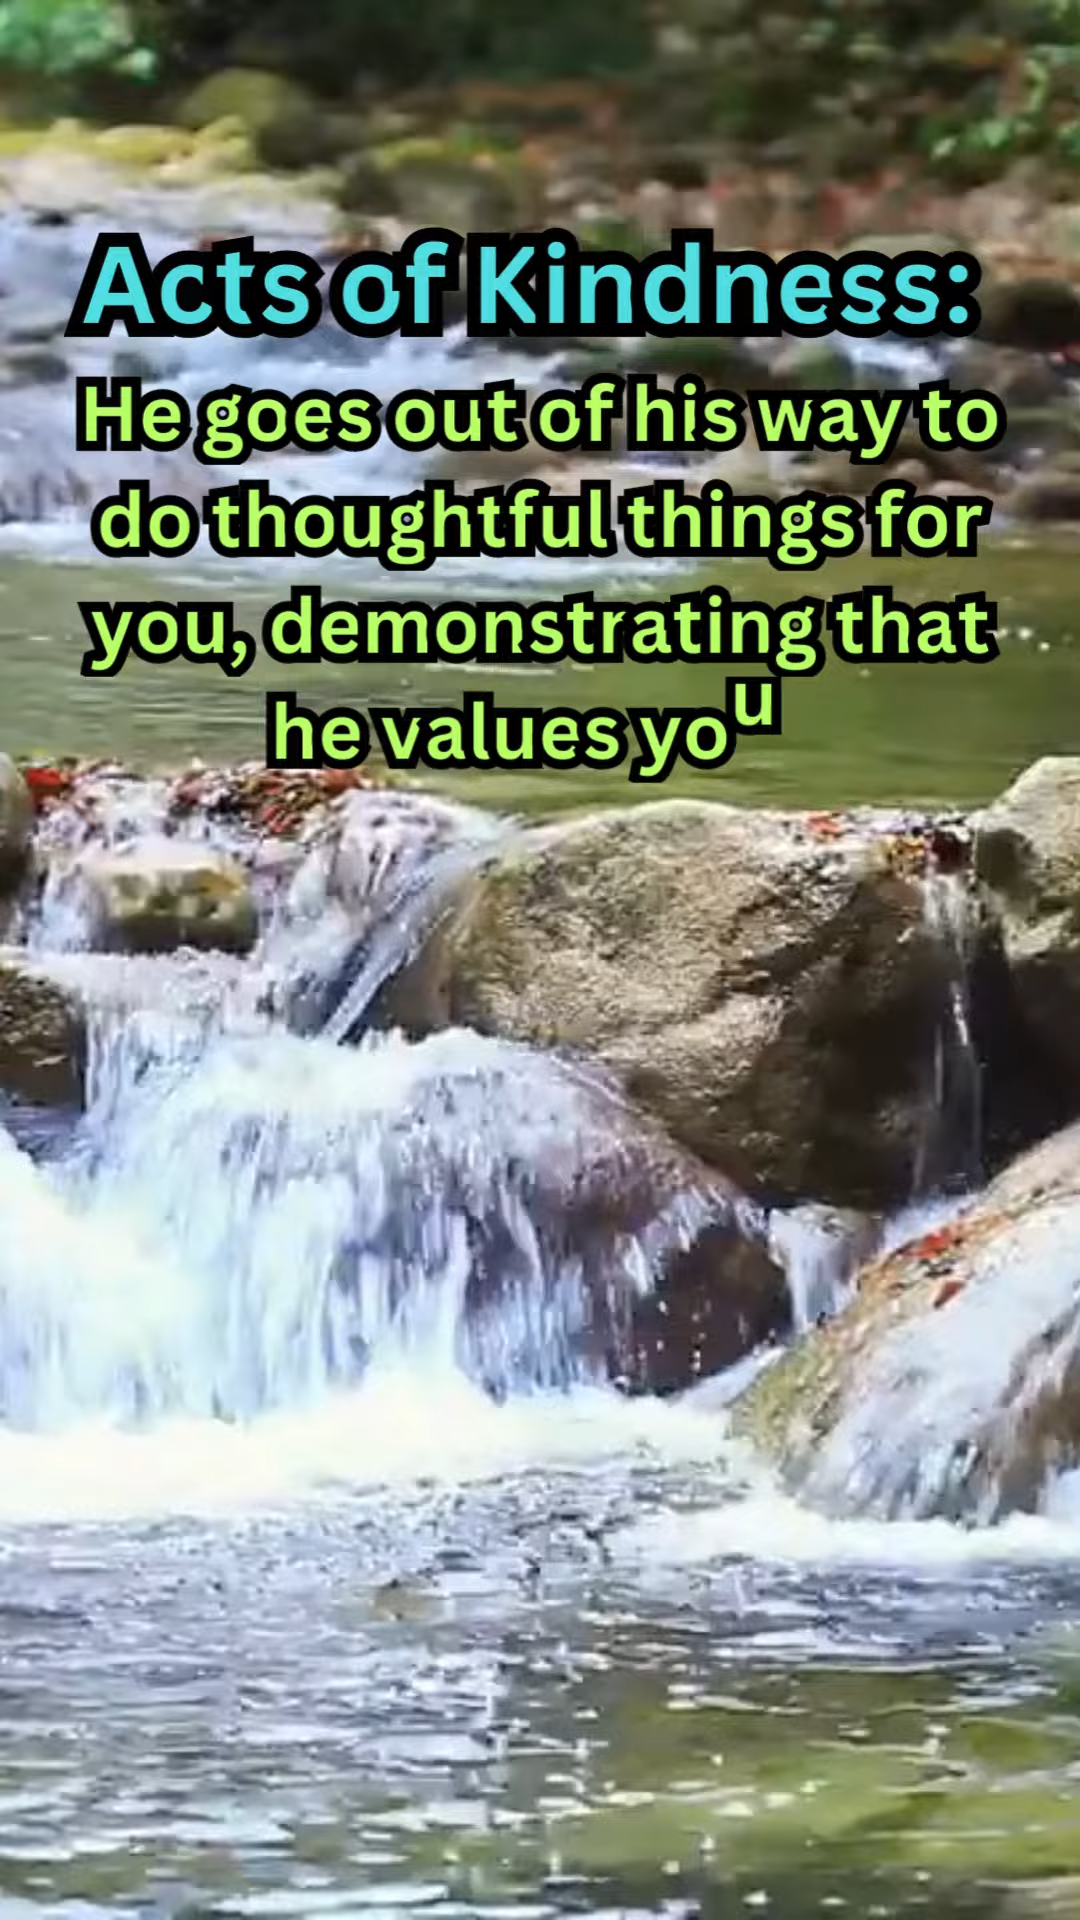 Acts of Kindness:
He goes out of his way to
do thoughtful things for
you, demonstrating that
he values you